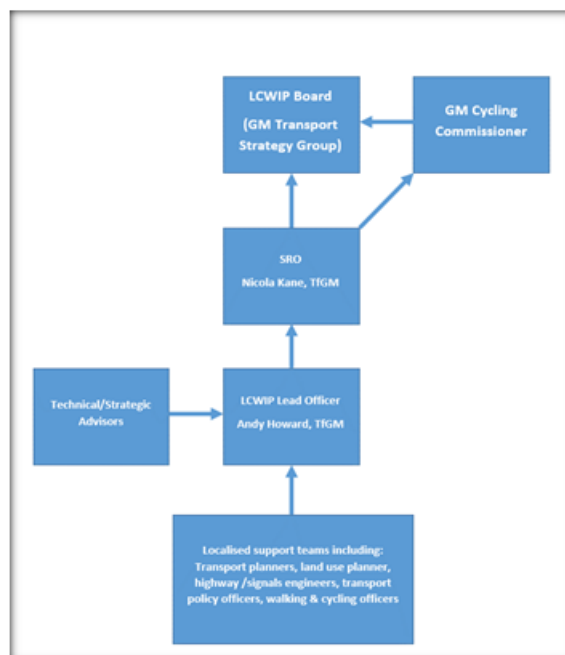 LCWIP Board
(GM Transport
Strategy Group)
GM Cycling
Commissioner
SRO
Nicola Kane, TfGM
Technical/Strategic
Advisors
LCWIP Lead Officer
Andy Howard, TfGM
Localised support teams including:
Transport planners, land use planner,
highway /signals engineers, transport
policy officers, walking & cycling officers